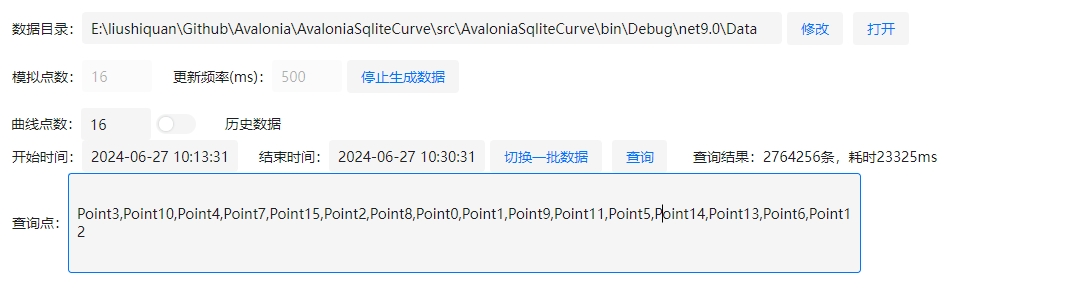 数据目录： E:\liushiquan\Github\Avalonia\AvaloniaSqliteCurve\src\AvaloniaSqliteCurve\bin\Debug\net9.0\Data 修改 打开
模拟点数： 16 更新频率(ms)： 500 停止生成数据
曲线点数： 16 历史数据
开始时间： 2024-06-27 10:13:31 结束时间： 2024-06-27 10:30:31 切换一批数据 查询 查询结果：2764256条，耗时23325ms
查询点： Point3,Point10,Point4,Point7,Point15,Point2,Point8,Point0,Point1,Point9,Point11,Point5,Point14,Point13,Point6,Point1
2